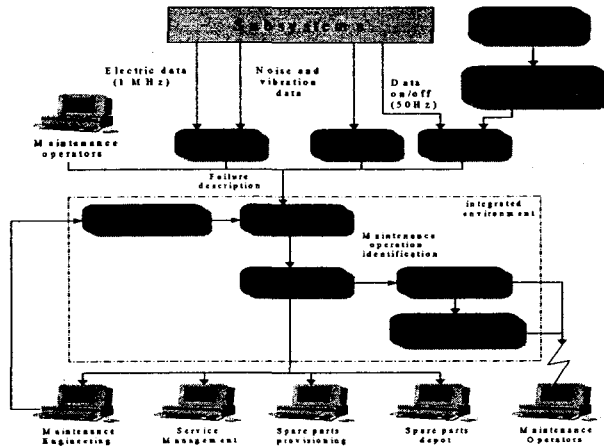 Subsystems
Electric data
(1 MHz)
Noise and
vibration
data
Data
on/off
(50Hz)
Maintenance
operators
Failure
description
integrated
environment
Maintenance
operation
identification
Maintenance
Engineering
Service
Management
Spare parts
provisioning
Spare parts
depot
Maintenance
Operators